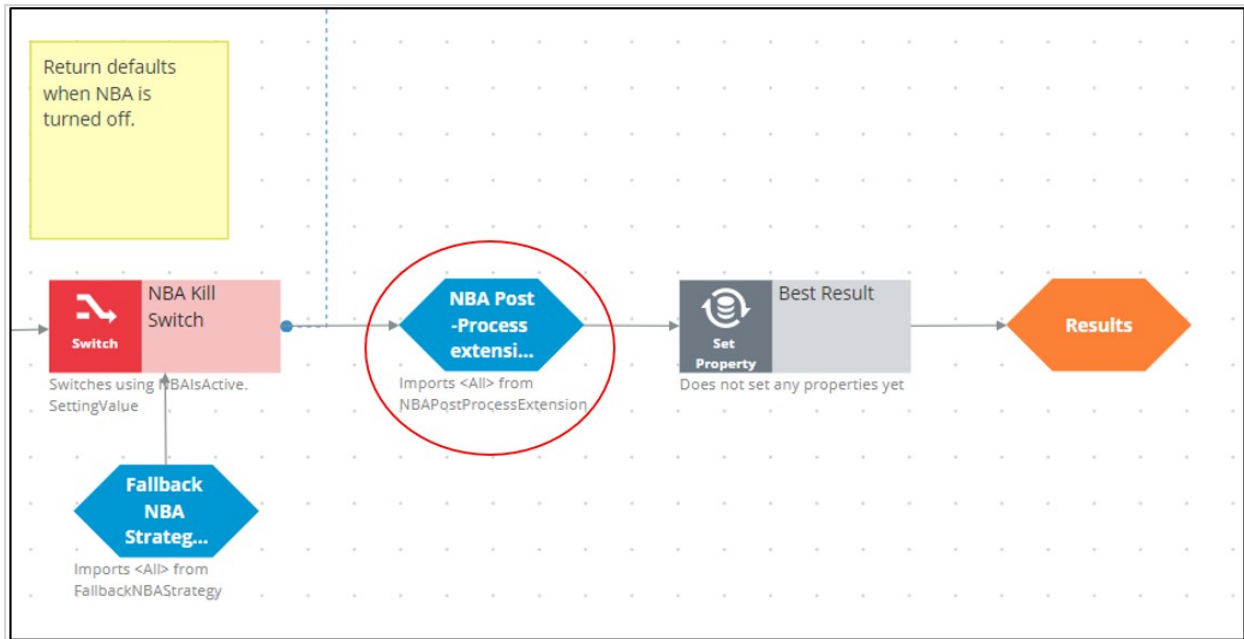 Return defaults
when NBA is
turned off.
NBA Kill
Switch
Switch
Switches using NBAIsActive.
SettingValue
NBA Post
-Process
extensi...
Imports <All> from
NBAPostProcessExtension
Best Result
Set
Property
Does not set any properties yet
Results
Fallback
NBA
Strateg...
Imports <All> from
FallbackNBAStrategy